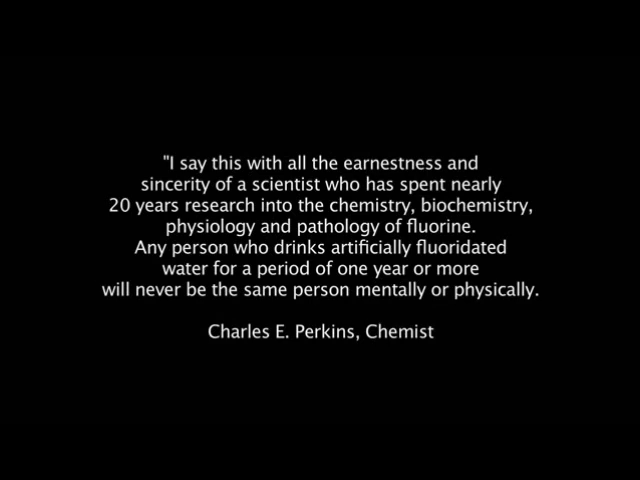 "I say this with all the earnestness and
sincerity of a scientist who has spent nearly
20 years research into the chemistry, biochemistry,
physiology and pathology of fluorine.
Any person who drinks artificially fluoridated
water for a period of one year or more
will never be the same person mentally or physically.
Charles E. Perkins, Chemist